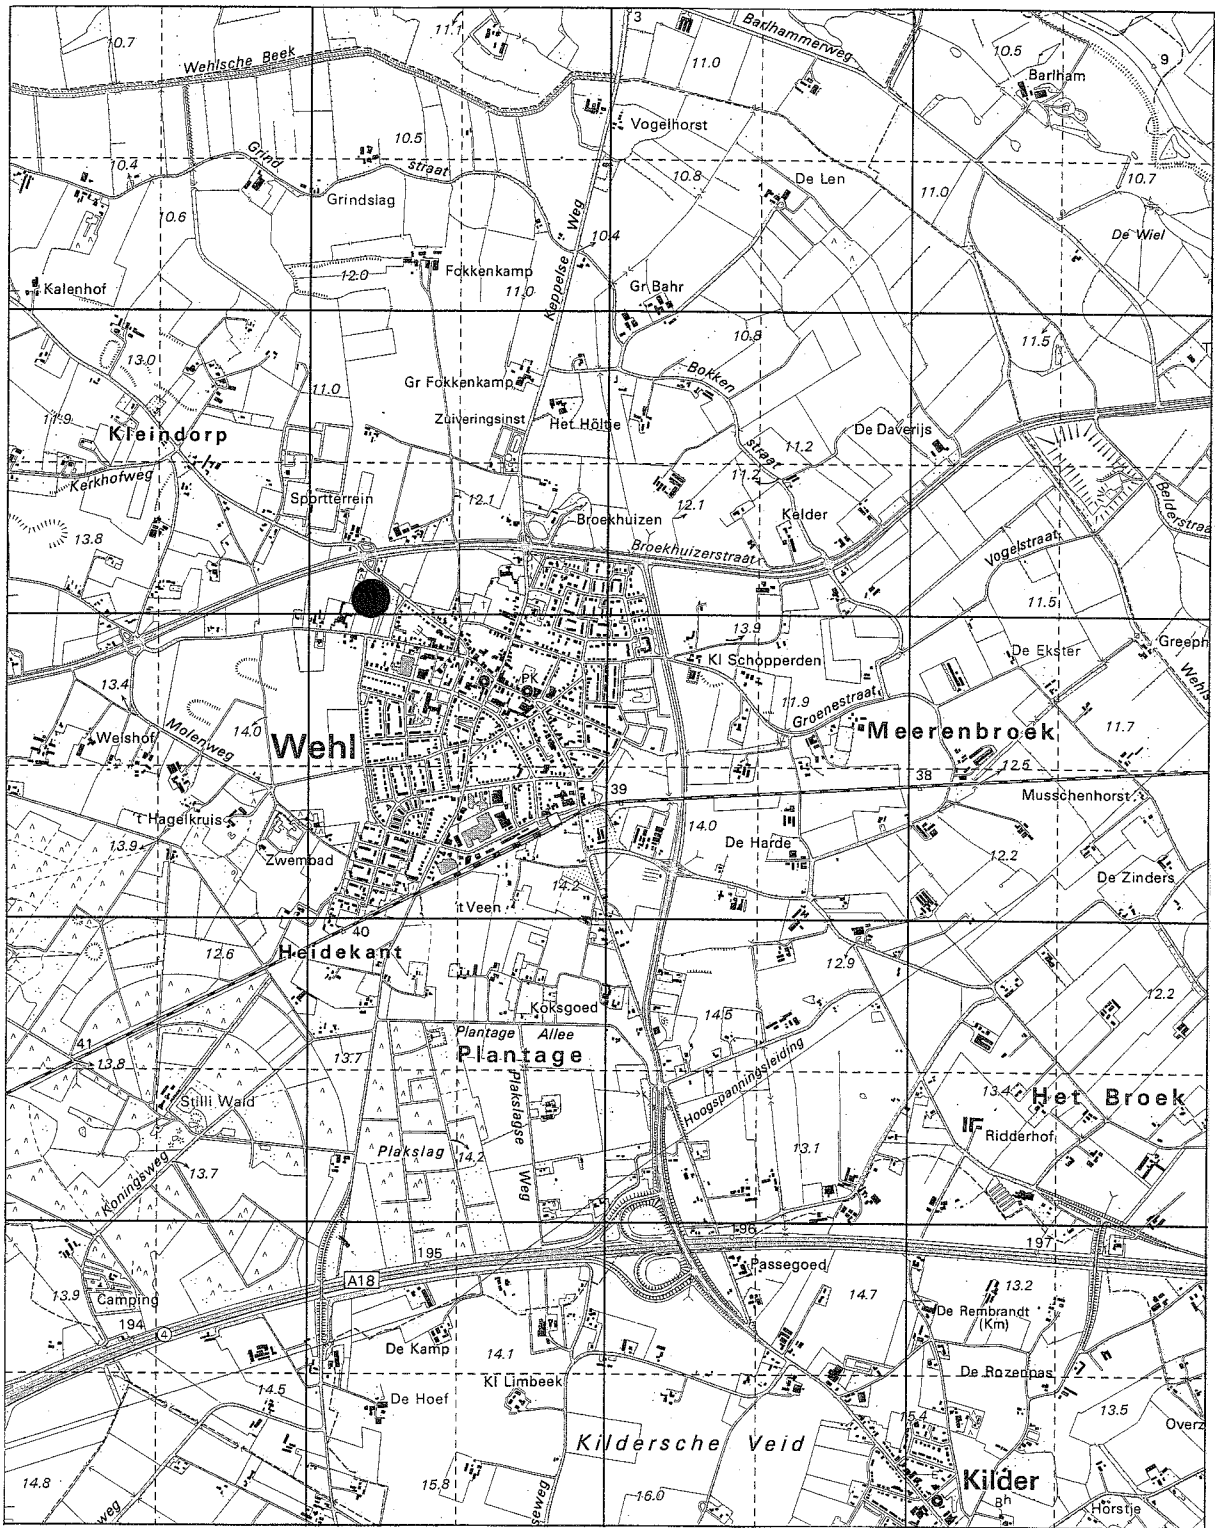 3
Barlhammerweg
11.1
10.7
Wehlsche Beek
11.0
10.5
9
Barlham
Vogelhorst
10.5
Grind
straat
10.4
10.8
De Len
11.0
10.7
Grindslag
10.6
Keppelse Weg
10.4
De Wiel
12.0
Fokkenkamp
11.0
Gr Bahr
Kalenhof
10.8
11.5
13.0
Bokken
straat
11.0
Gr Fokkenkamp
11.9
Zuiveringsinst
Het Höltje
Kleindorp
De Daverijs
11.2
11.2
Kerkhofweg
Sportterrein
12.1
12.1
Belderstraa
Broekhuizen
Kelder
13.8
Broekhuizerstraat
Vogelstraat
11.5
13.9
Greeph
De Ekster
Kl Schopperden
PK
Wehls
13.4
11.9
Groenestraat
14.0
Molenweg
Meerenbroek
11.7
Welshof
Wehl
12.5
38
39
Musschenhorst
't Hagelkruis
14.0
13.9
Zwembad
De Harde
12.2
De Zinders
14.2
t Veen
40
12.6
Heidekant
12.9
12.2
Koksgoed
14.5
Plantage Allee
41
13.7
Plantage
13.8
Hoogspanningsleiding
Plakslagse
Weg
13.4
Het Broek
Stille Wald
Ridderhof
Plakslag
14.2
13.1
13.7
Koningsweg
196
197
195
A18
Passegoed
13.9
Camping
14.7
13.2
194
4
De Rembrandt
(Km)
De Kamp
14.1
De Rozenpas
Kl Limbeek
14.5
De Hoef
13.5
15.4
Overz
Kildersche Veld
14.8
15.8
Kilder
16.0
Bh
Horstje
weg
seweg